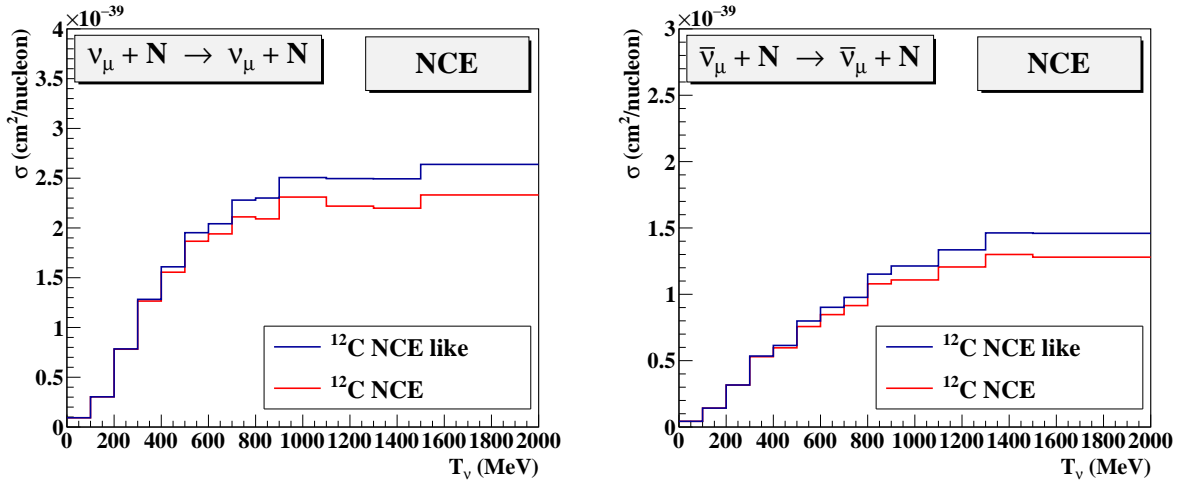 ×10⁻³⁹
ν_μ + N → ν_μ + N
NCE
σ (cm²/nucleon)
4
3.5
3
2.5
2
1.5
1
0.5
0
¹²C NCE like
¹²C NCE
0 200 400 600 800 1000 1200 1400 1600 1800 2000
T_ν (MeV)
×10⁻³⁹
ν̅_μ + N → ν̅_μ + N
NCE
σ (cm²/nucleon)
3
2.5
2
1.5
1
0.5
0
¹²C NCE like
¹²C NCE
0 200 400 600 800 1000 1200 1400 1600 1800 2000
T_ν (MeV)